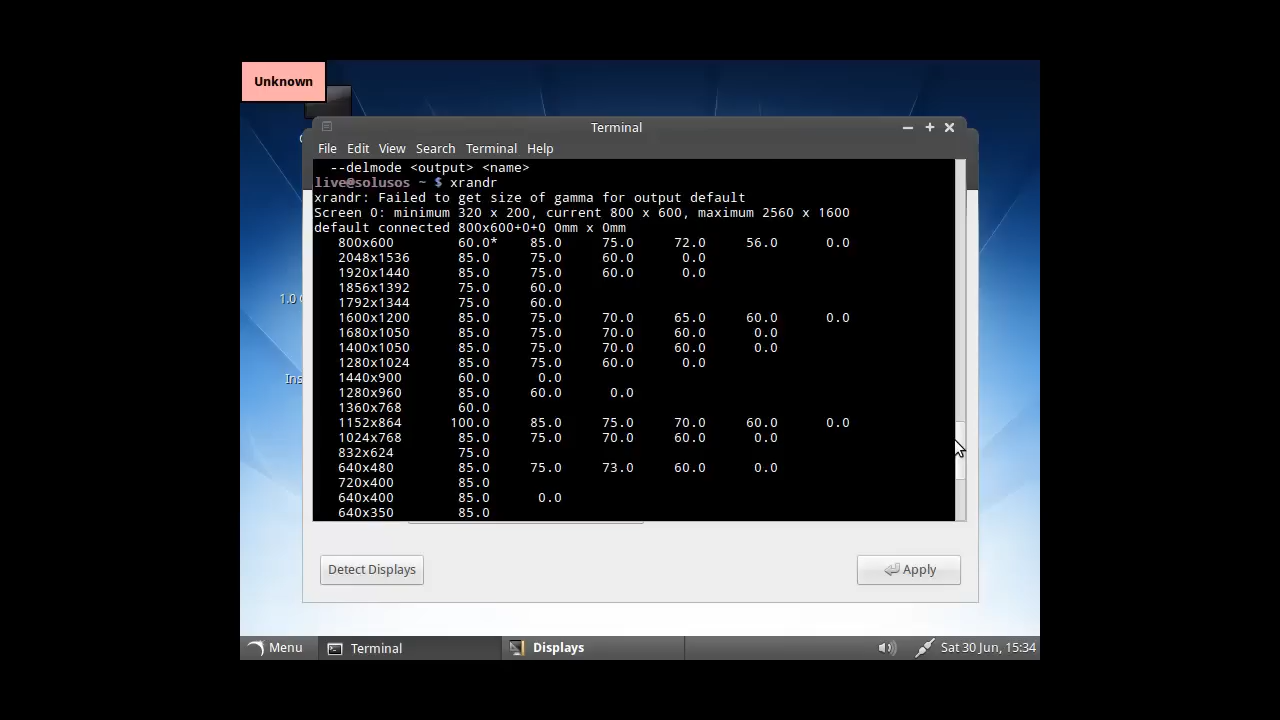 Unknown
Terminal
File Edit View Search Terminal Help
--delmode <output> <name>
live@solusos ~ $ xrandr
xrandr: Failed to get size of gamma for output default
Screen 0: minimum 320 x 200, current 800 x 600, maximum 2560 x 1600
default connected 800x600+0+0 0mm x 0mm
800x600 60.0* 85.0 75.0 72.0 56.0 0.0
2048x1536 85.0 75.0 60.0 0.0
1920x1440 85.0 75.0 60.0 0.0
1856x1392 75.0 60.0
1792x1344 75.0 60.0
1600x1200 85.0 75.0 70.0 65.0 60.0 0.0
1680x1050 85.0 75.0 70.0 60.0 0.0
1400x1050 85.0 75.0 70.0 60.0 0.0
1280x1024 85.0 75.0 60.0 0.0
1440x900 60.0 0.0
1280x960 85.0 60.0 0.0
1360x768 60.0
1152x864 100.0 85.0 75.0 70.0 60.0 0.0
1024x768 85.0 75.0 70.0 60.0 0.0
832x624 75.0
640x480 85.0 75.0 73.0 60.0 0.0
720x400 85.0
640x400 85.0 0.0
640x350 85.0
1.0
Ins
Detect Displays
Apply
Menu Terminal Displays Sat 30 Jun, 15:34